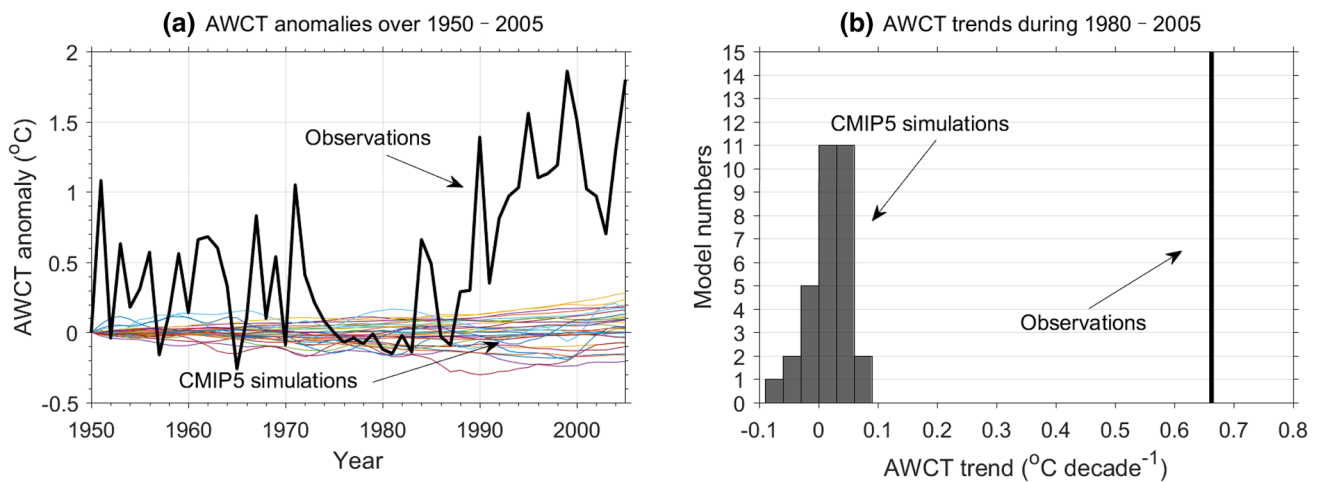 (a) AWCT anomalies over 1950 – 2005
2
1.5
1
0.5
0
-0.5
AWCT anomaly (°C)
Observations
CMIP5 simulations
1950 1960 1970 1980 1990 2000
Year
(b) AWCT trends during 1980 – 2005
15
14
13
12
11
10
9
8
7
6
5
4
3
2
1
0
Model numbers
CMIP5 simulations
Observations
-0.1 0 0.1 0.2 0.3 0.4 0.5 0.6 0.7 0.8
AWCT trend (°C decade⁻¹)